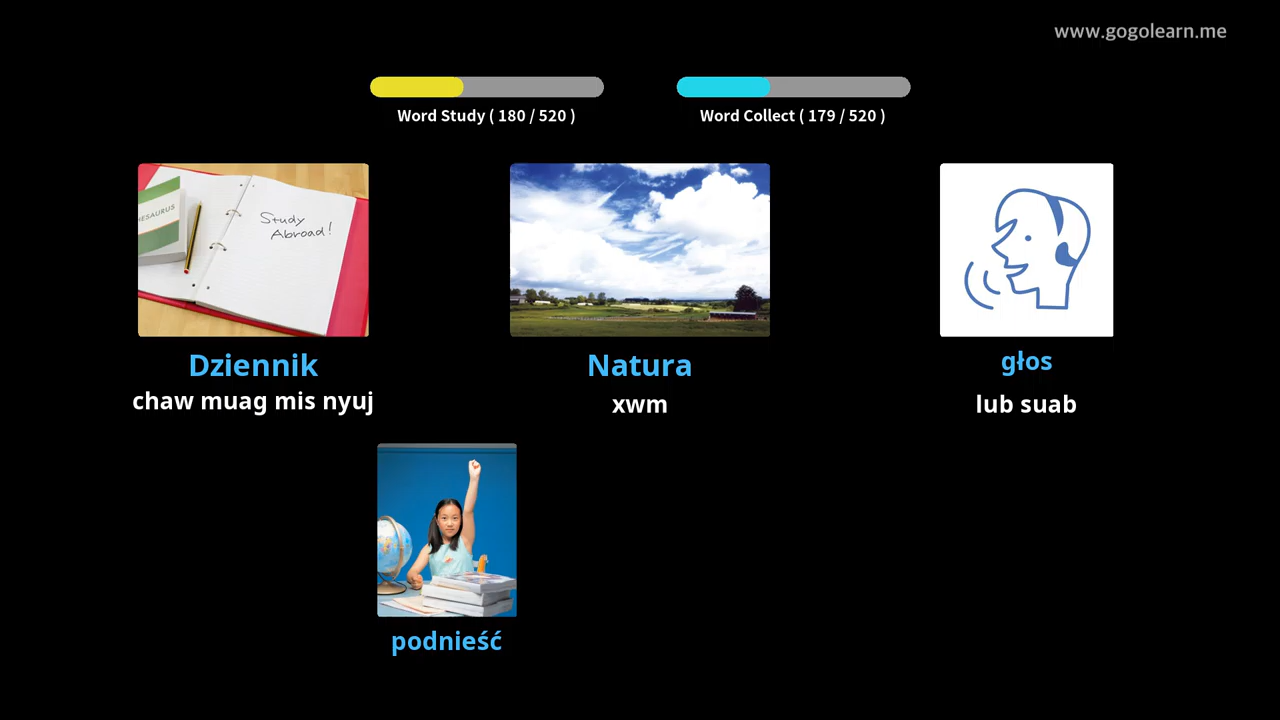 www.gogolearn.me
Word Study ( 180 / 520 )
Word Collect ( 179 / 520 )
THESAURUS
Study
Abroad!
Dziennik
Natura
głos
chaw muag mis nyuj
xwm
lub suab
podnieść